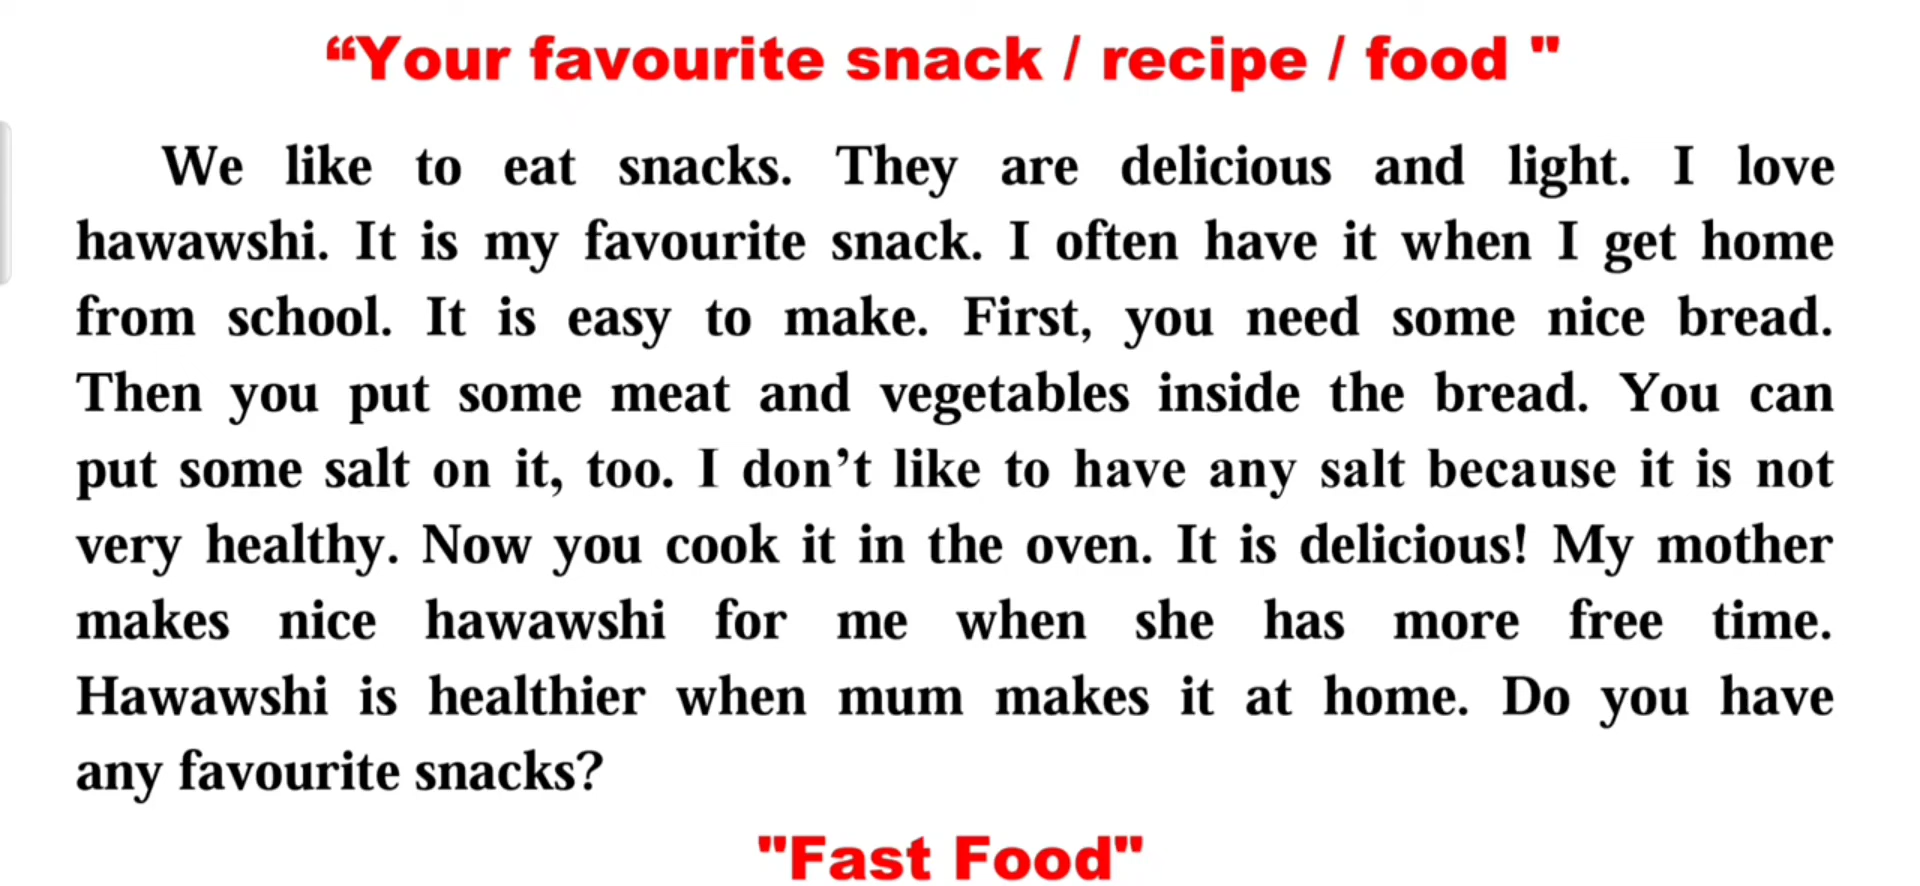 “Your favourite snack / recipe / food "
We like to eat snacks. They are delicious and light. I love
hawawshi. It is my favourite snack. I often have it when I get home
from school. It is easy to make. First, you need some nice bread.
Then you put some meat and vegetables inside the bread. You can
put some salt on it, too. I don’t like to have any salt because it is not
very healthy. Now you cook it in the oven. It is delicious! My mother
makes nice hawawshi for me when she has more free time.
Hawawshi is healthier when mum makes it at home. Do you have
any favourite snacks?
"Fast Food"